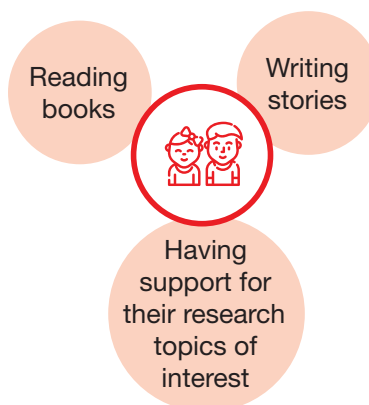 Reading
books
Writing
stories
Having
support for
their research
topics of
interest